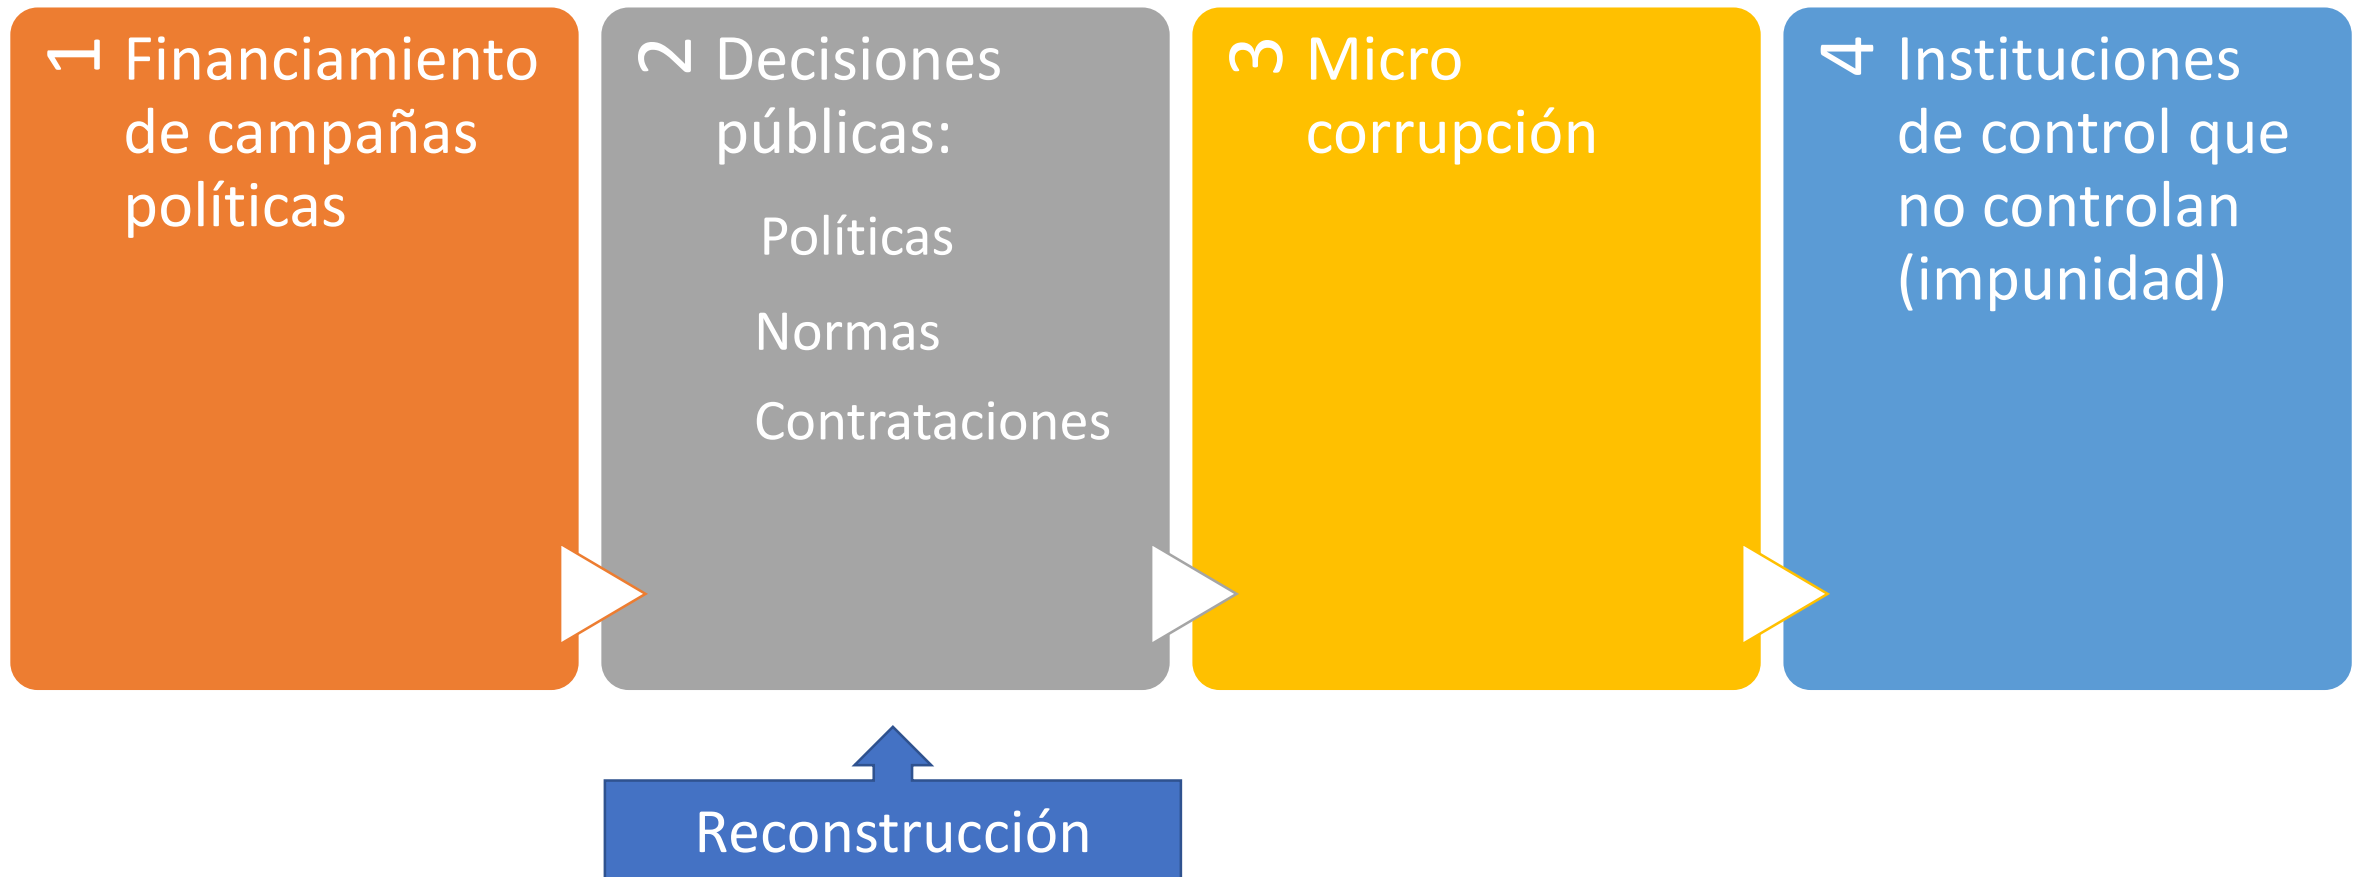 1
Financiamiento
de campañas
políticas
2
Decisiones
públicas:
Políticas
Normas
Contrataciones
3
Micro
corrupción
4
Instituciones
de control que
no controlan
(impunidad)
Reconstrucción